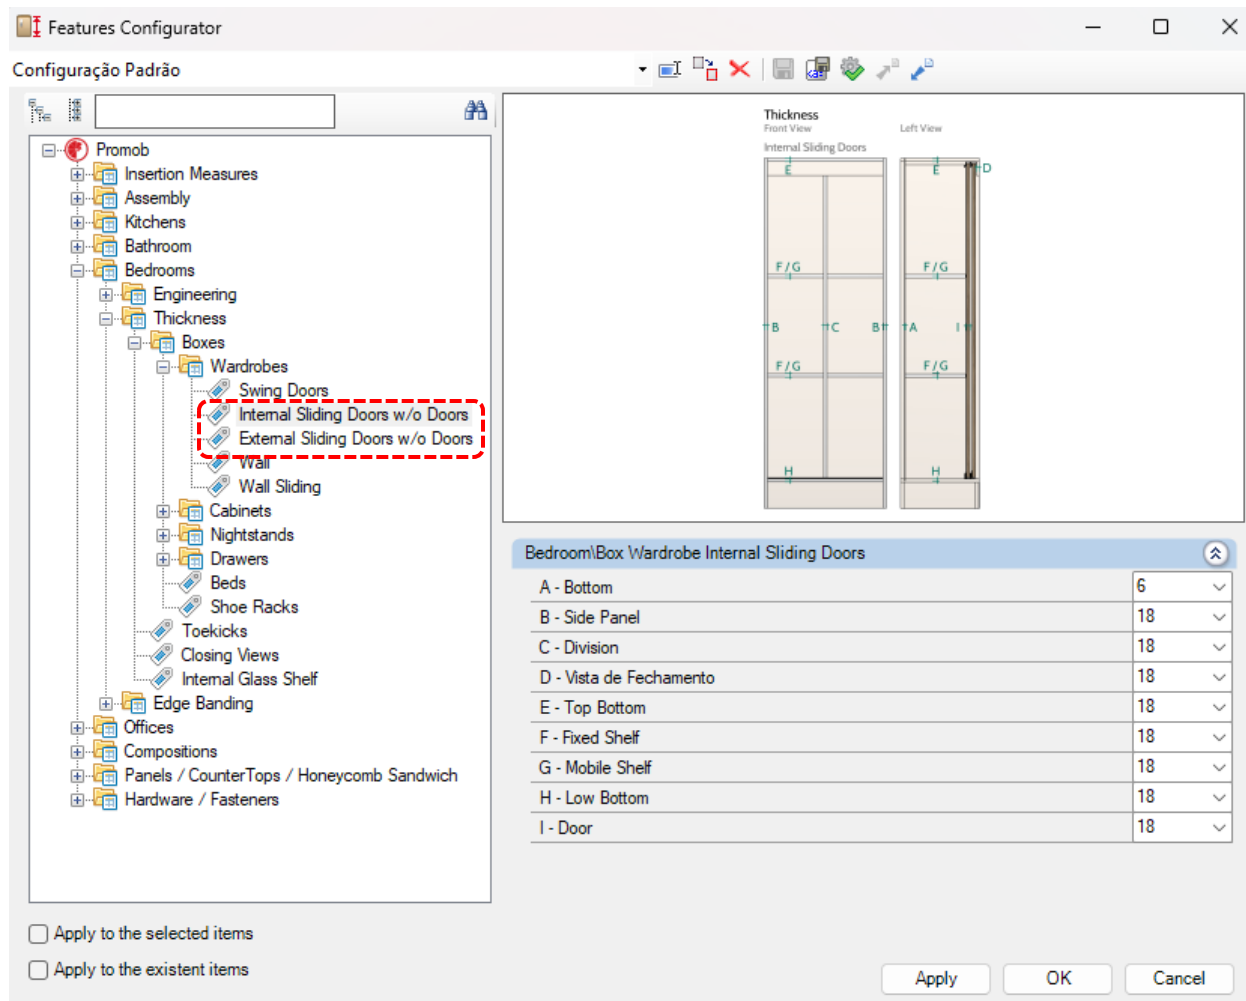 Features Configurator
Configuração Padrão
Promob
Insertion Measures
Assembly
Kitchens
Bathroom
Bedrooms
Engineering
Thickness
Boxes
Wardrobes
Swing Doors
Internal Sliding Doors w/o Doors
External Sliding Doors w/o Doors
Wall
Wall Sliding
Cabinets
Nightstands
Drawers
Beds
Shoe Racks
Toekicks
Closing Views
Internal Glass Shelf
Edge Banding
Offices
Compositions
Panels / CounterTops / Honeycomb Sandwich
Hardware / Fasteners
Thickness
Front View Left View
Internal Sliding Doors
E E D
F/G F/G
B C B A I
F/G F/G
H H
Bedroom\Box Wardrobe Internal Sliding Doors
A - Bottom 6
B - Side Panel 18
C - Division 18
D - Vista de Fechamento 18
E - Top Bottom 18
F - Fixed Shelf 18
G - Mobile Shelf 18
H - Low Bottom 18
I - Door 18
Apply to the selected items
Apply to the existent items
Apply OK Cancel